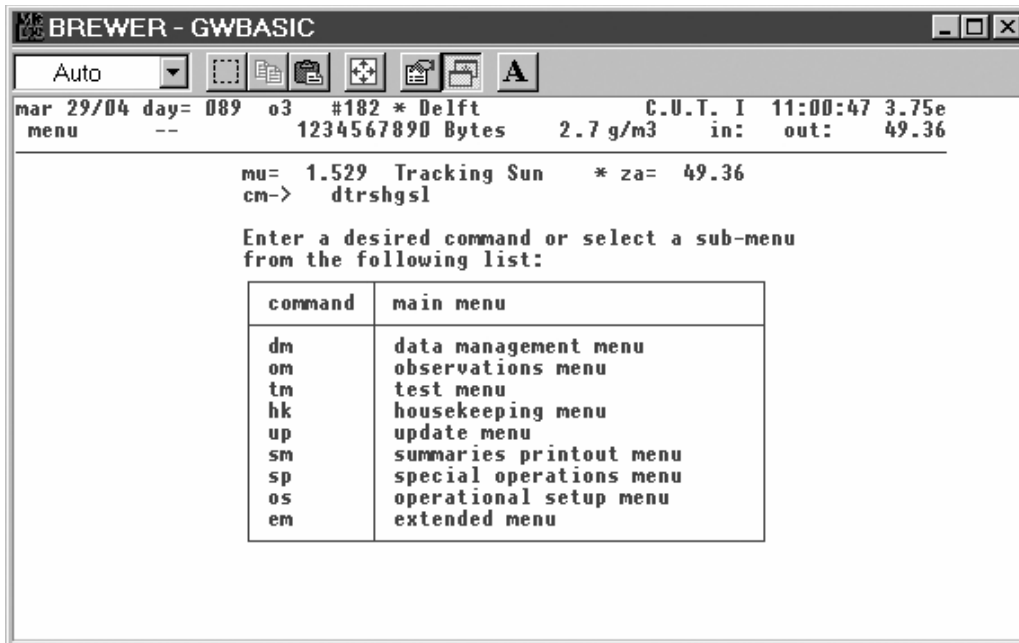 BREWER - GWBASIC
Auto A
mar 29/04 day= 089 o3 #182 * Delft C.U.T. I 11:00:47 3.75e
menu -- 1234567890 Bytes 2.7 g/m3 in: out: 49.36
mu= 1.529 Tracking Sun * za= 49.36
cm-> dtrshgsl
Enter a desired command or select a sub-menu
from the following list:
command main menu
dm data management menu
om observations menu
tm test menu
hk housekeeping menu
up update menu
sm summaries printout menu
sp special operations menu
os operational setup menu
em extended menu